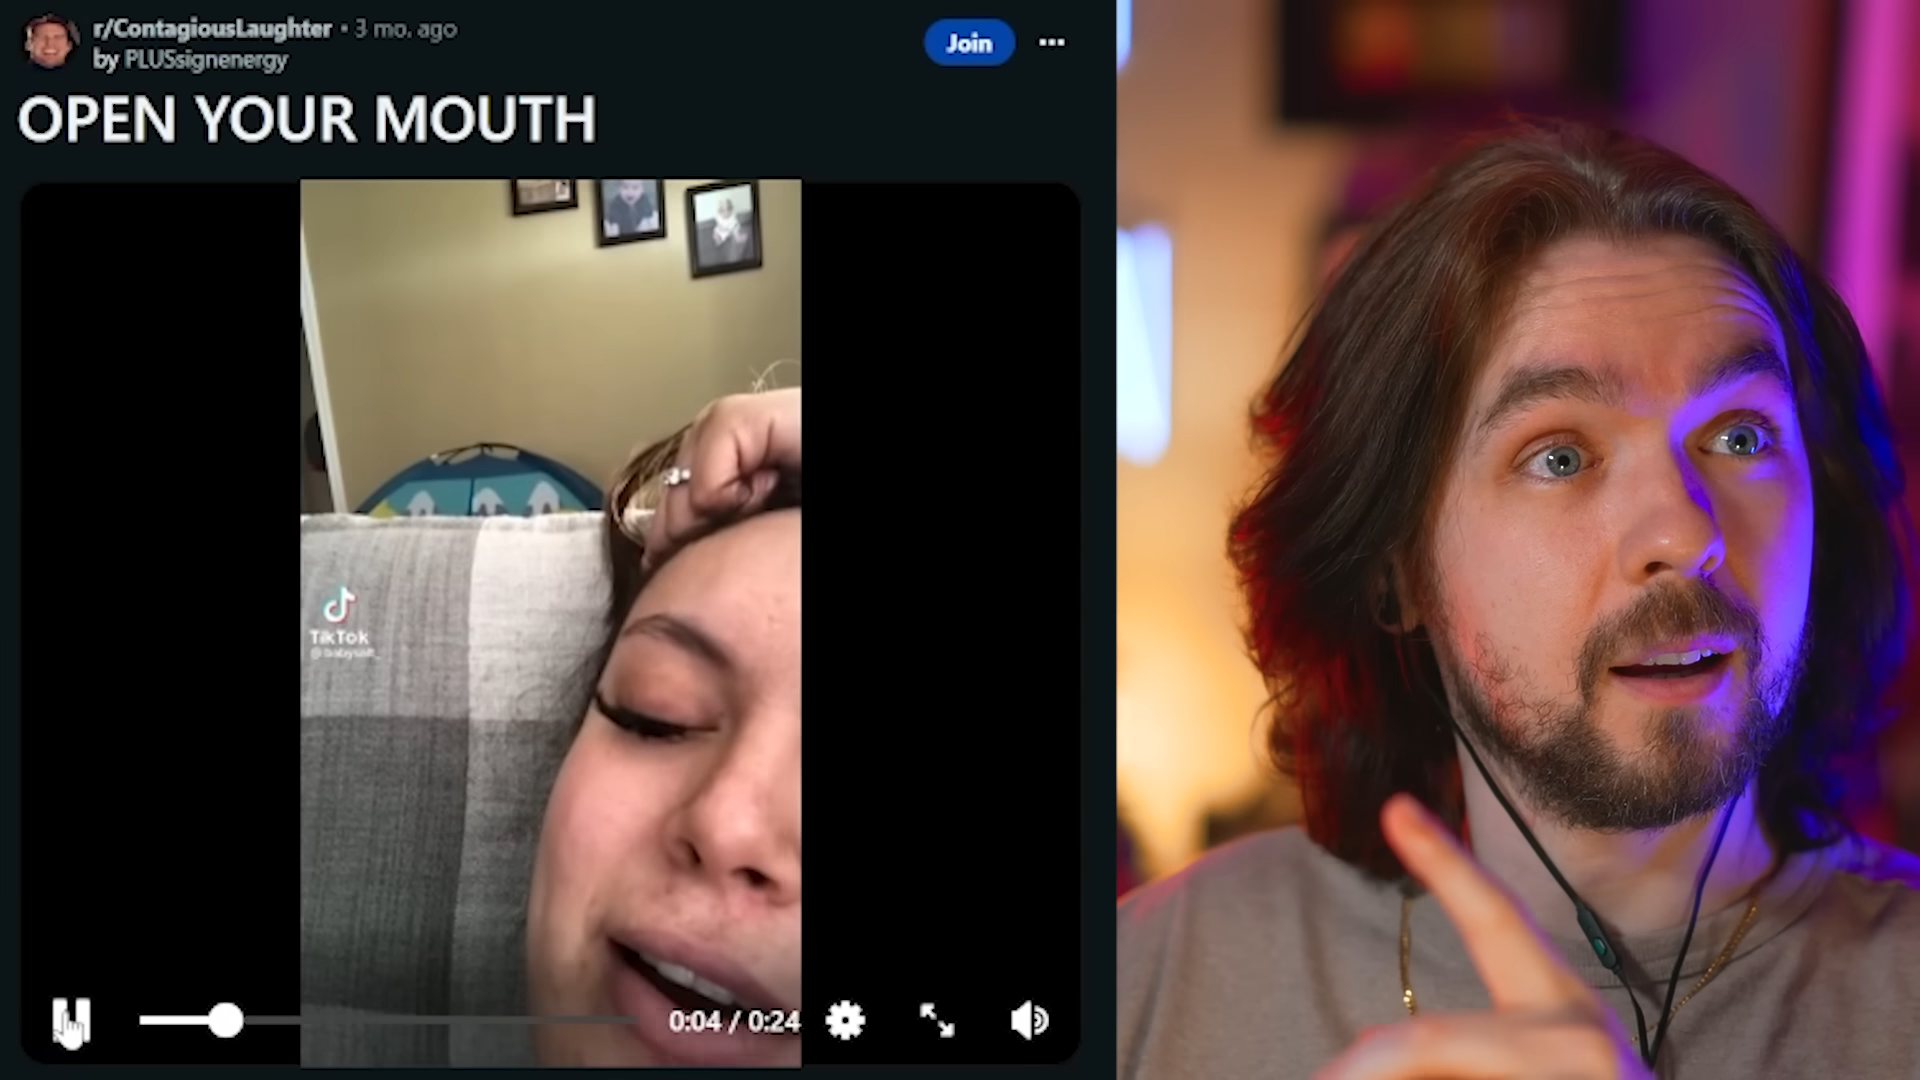 r/ContagiousLaughter • 3 mo. ago
by PLUSsignenergy
Join
OPEN YOUR MOUTH
TikTok
0:04 / 0:24